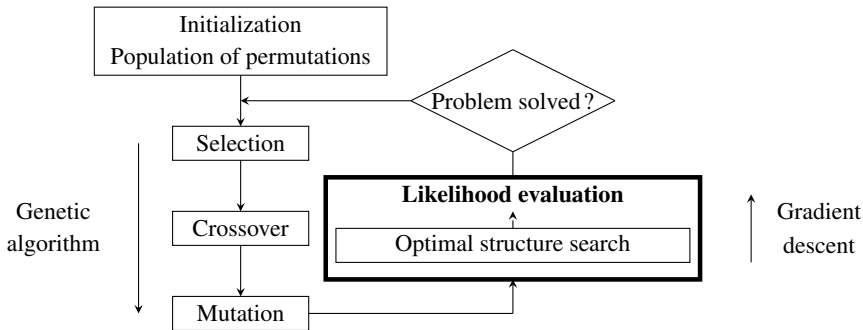 Initialization
Population of permutations
Problem solved ?
Selection
Likelihood evaluation
Genetic
algorithm
Crossover
Optimal structure search
Gradient
descent
Mutation